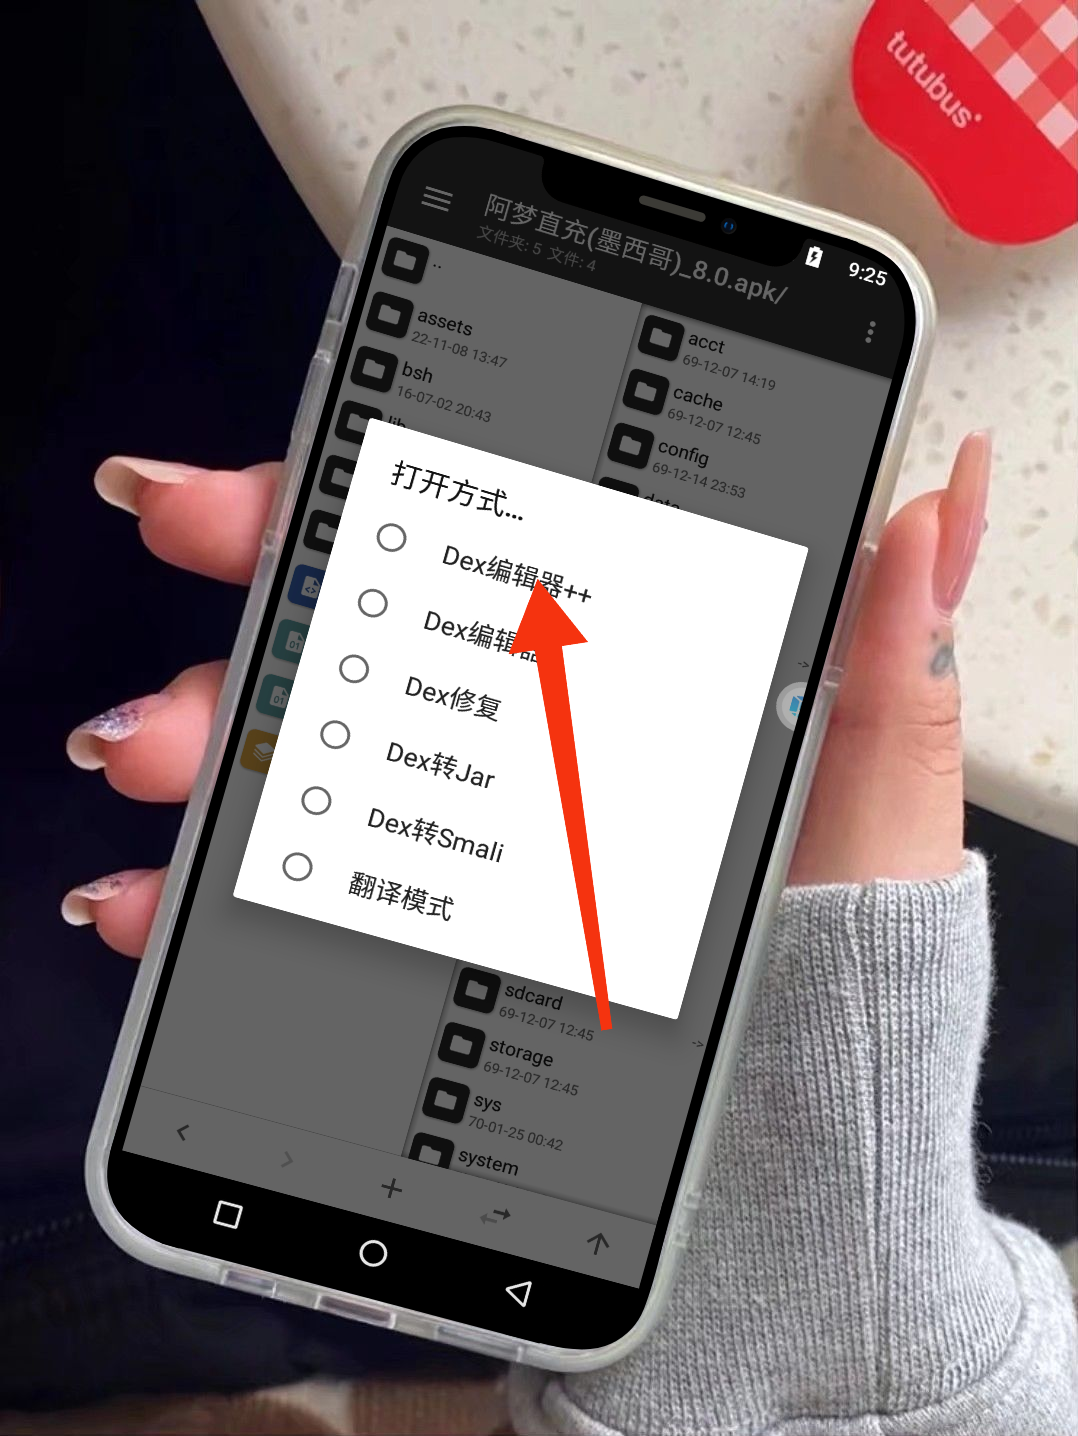 tutubus
9:25
阿梦直充(墨西哥)_8.0.apk/
文件夹: 5 文件: 4
..
assets
22-11-08 13:47
bsh
16-07-02 20:43
lib
acct
69-12-07 14:19
cache
69-12-07 12:45
config
69-12-14 23:53
data
打开方式...
Dex编辑器++
Dex编辑器
Dex修复
Dex转Jar
Dex转Smali
翻译模式
->
sdcard
69-12-07 12:45
->
storage
69-12-07 12:45
sys
70-01-25 00:42
system